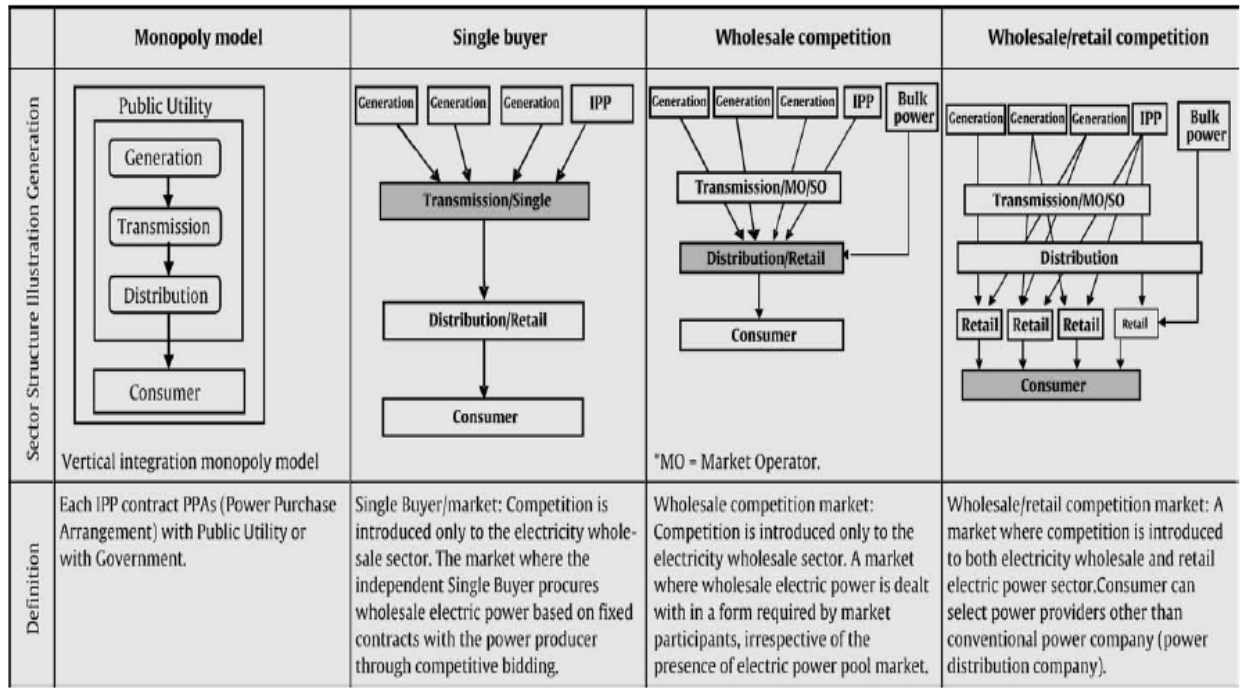 Monopoly model
Single buyer
Wholesale competition
Wholesale/retail competition
Sector Structure Illustration Generation
Public Utility
Generation
Transmission
Distribution
Consumer
Vertical integration monopoly model
Generation
Generation
Generation
IPP
Transmission/Single
Distribution/Retail
Consumer
Generation
Generation
Generation
IPP
Bulk
power
Transmission/MO/SO
Distribution/Retail
Consumer
*MO = Market Operator.
Generation
Generation
Generation
IPP
Bulk
power
Transmission/MO/SO
Distribution
Retail
Retail
Retail
Retail
Consumer
Definition
Each IPP contract PPAs (Power Purchase
Arrangement) with Public Utility or
with Government.
Single Buyer/market: Competition is
introduced only to the electricity whole-
sale sector. The market where the
independent Single Buyer procures
wholesale electric power based on fixed
contracts with the power producer
through competitive bidding.
Wholesale competition market:
Competition is introduced only to the
electricity wholesale sector. A market
where wholesale electric power is dealt
with in a form required by market
participants, irrespective of the
presence of electric power pool market.
Wholesale/retail competition market: A
market where competition is introduced
to both electricity wholesale and retail
electric power sector.Consumer can
select power providers other than
conventional power company (power
distribution company).